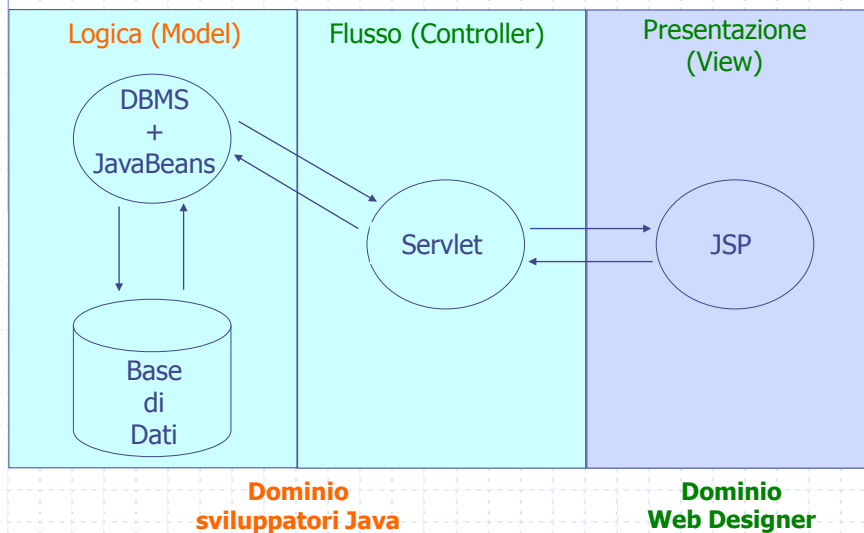 Logica (Model)
Flusso (Controller)
Presentazione
(View)
DBMS
+
JavaBeans
Servlet
JSP
Base
di
Dati
Dominio
sviluppatori Java
Dominio
Web Designer